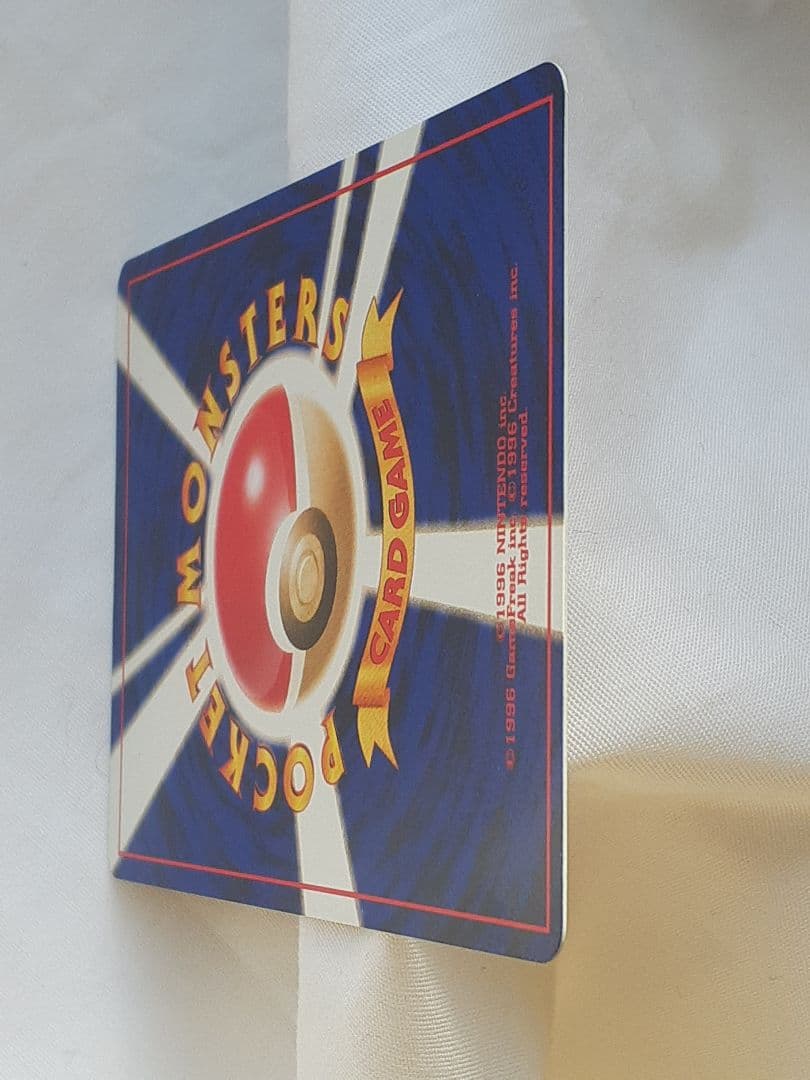 POCKET MONSTERS
CARD GAME
©1996 NINTENDO inc.
©1996 GameFreak inc. ©1996 Creatures inc.
All Rights reserved.